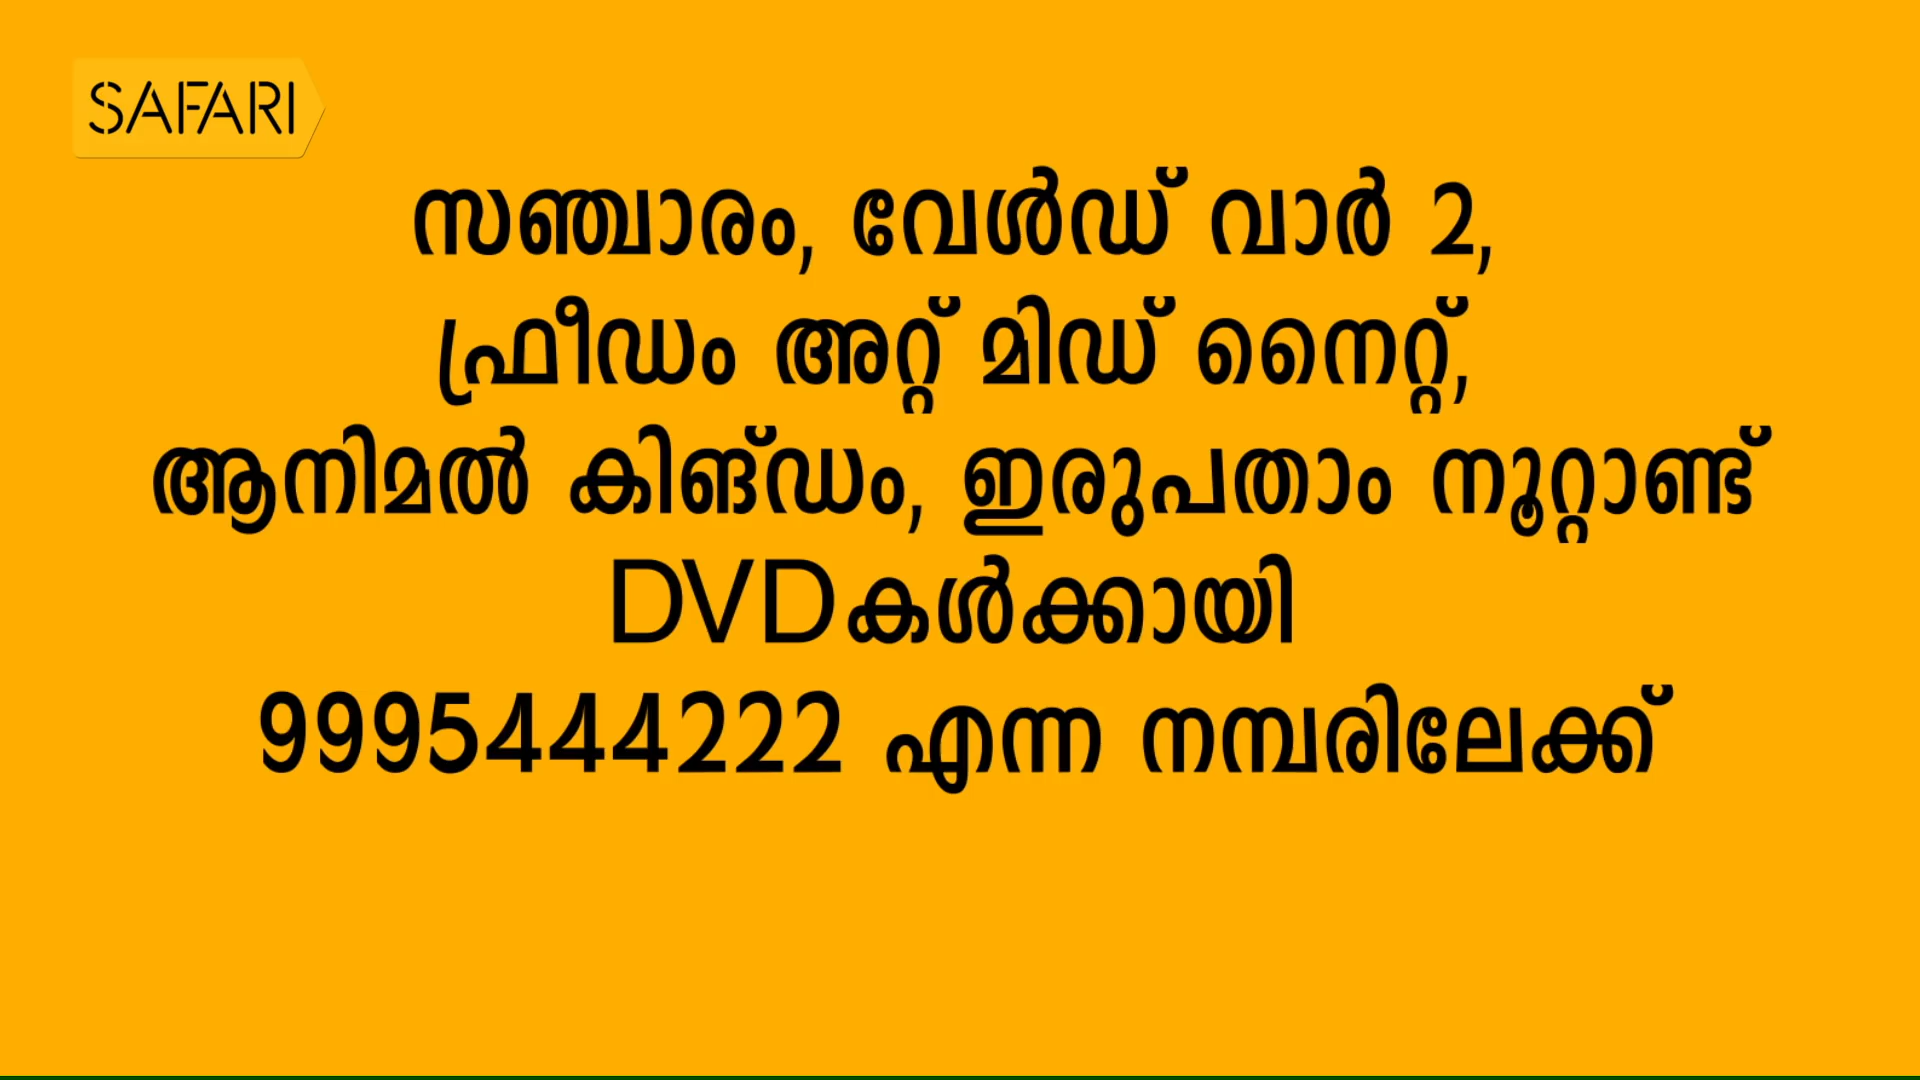 SAFARI
സഞ്ചാരം, വേൾഡ് വാർ 2,
ഫ്രീഡം അറ്റ് മിഡ് നൈറ്റ്,
ആനിമൽ കിങ്ഡം, ഇരുപതാം നൂറ്റാണ്ട്
DVDകൾക്കായി
9995444222 എന്ന നമ്പരിലേക്ക്